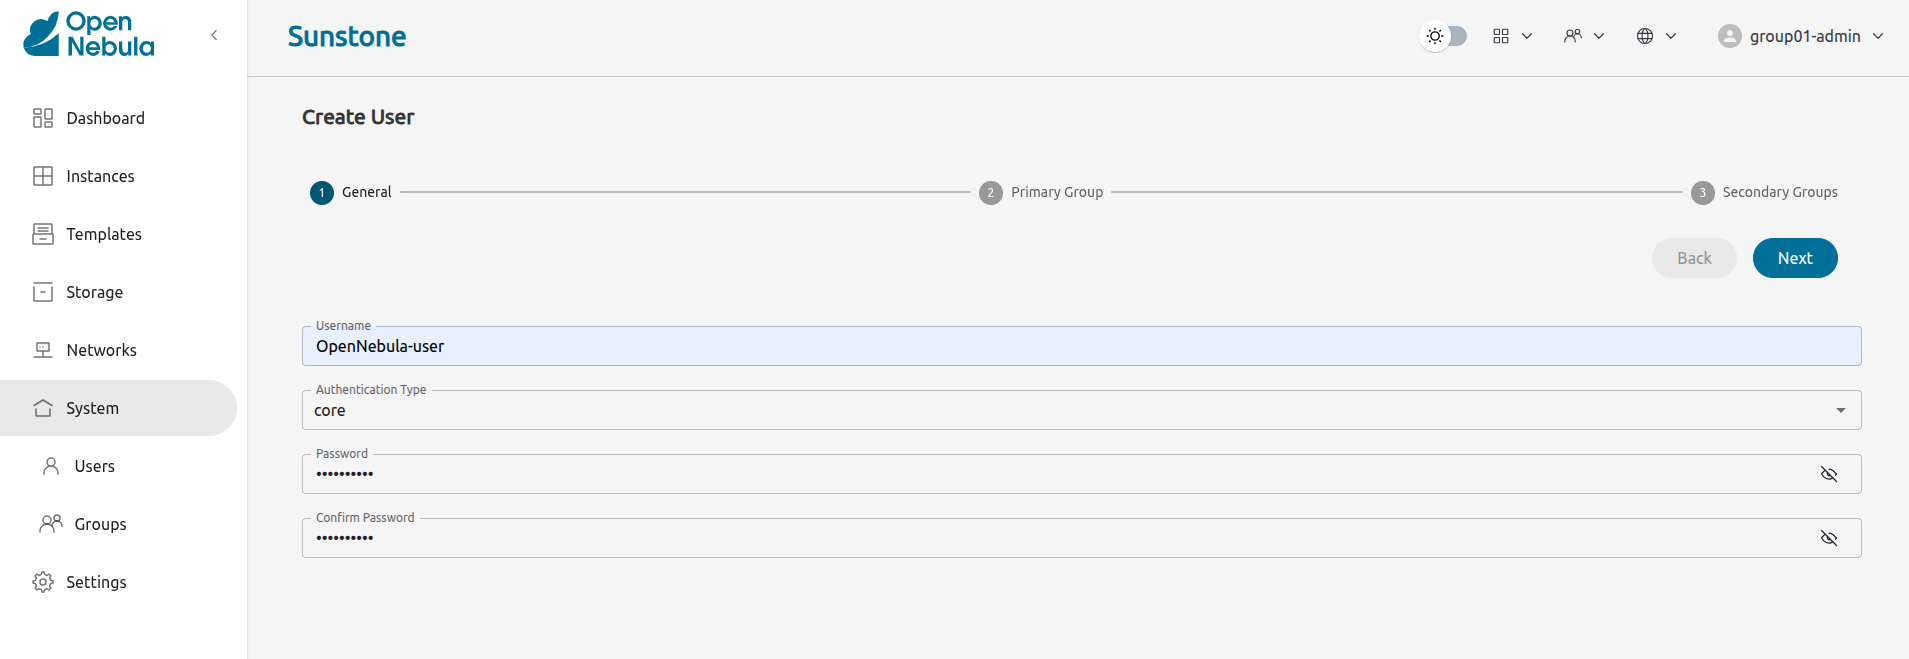 Open
Nebula
Sunstone
group01-admin
Dashboard
Instances
Templates
Storage
Networks
System
Users
Groups
Settings
Create User
1 General
2 Primary Group
3 Secondary Groups
Back
Next
Username
OpenNebula-user
Authentication Type
core
Password
••••••••••
Confirm Password
••••••••••